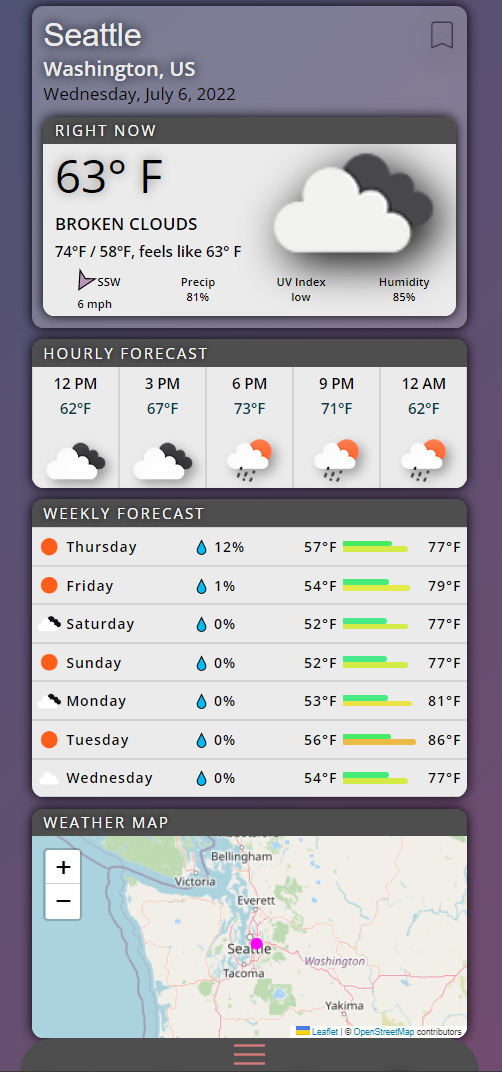 Seattle
Washington, US
Wednesday, July 6, 2022
RIGHT NOW
63° F
BROKEN CLOUDS
74°F / 58°F, feels like 63° F
SSW
6 mph
Precip
81%
UV Index
low
Humidity
85%
HOURLY FORECAST
12 PM 3 PM 6 PM 9 PM 12 AM
62°F 67°F 73°F 71°F 62°F
WEEKLY FORECAST
Thursday 12% 57°F 77°F
Friday 1% 54°F 79°F
Saturday 0% 52°F 77°F
Sunday 0% 52°F 77°F
Monday 0% 53°F 81°F
Tuesday 0% 56°F 86°F
Wednesday 0% 54°F 77°F
WEATHER MAP
+
−
Bellingham
Victoria
Everett
Seattle
Washington
Tacoma
Yakima
Leaflet | © OpenStreetMap contributors